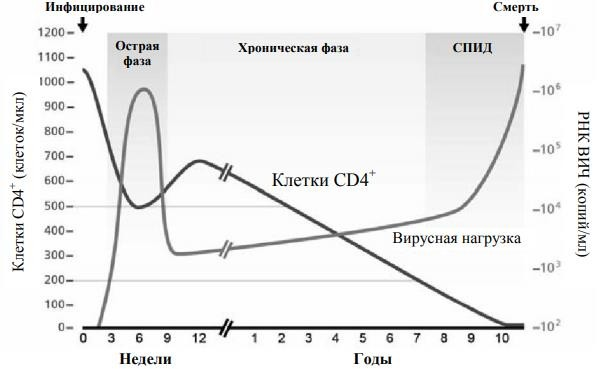 Инфицирование
Смерть
Острая
фаза
Хроническая фаза
СПИД
Клетки CD4+ (клеток/мкл)
1200
1100
1000
900
800
700
600
500
400
300
200
100
0
Клетки CD4+
Вирусная нагрузка
10⁷
10⁶
10⁵
10⁴
10³
10²
РНК ВИЧ (копий/мл)
0 3 6 9 12 1 2 3 4 5 6 7 8 9 10
Недели Годы